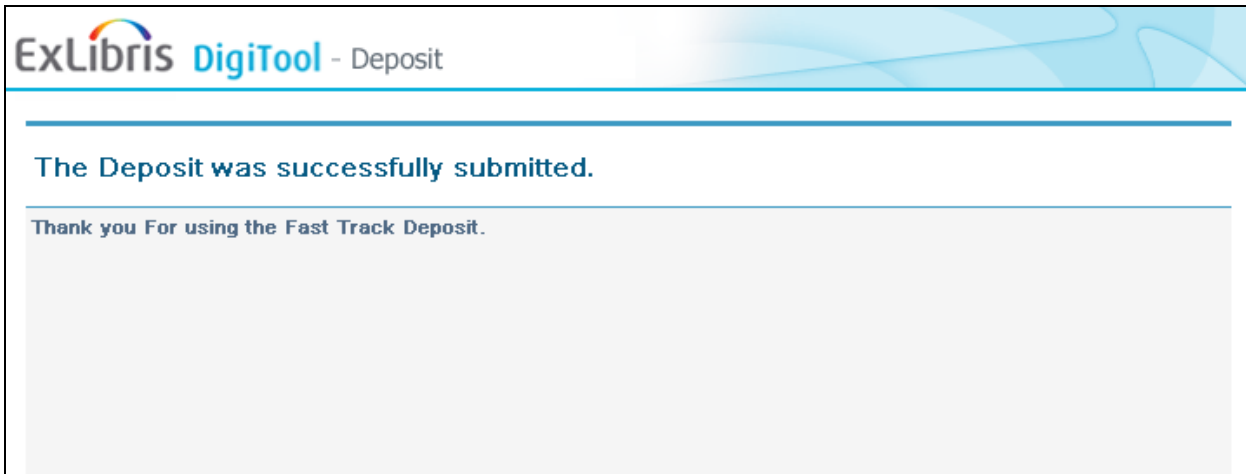 ExLibris DigiTool - Deposit
The Deposit was successfully submitted.
Thank you For using the Fast Track Deposit.